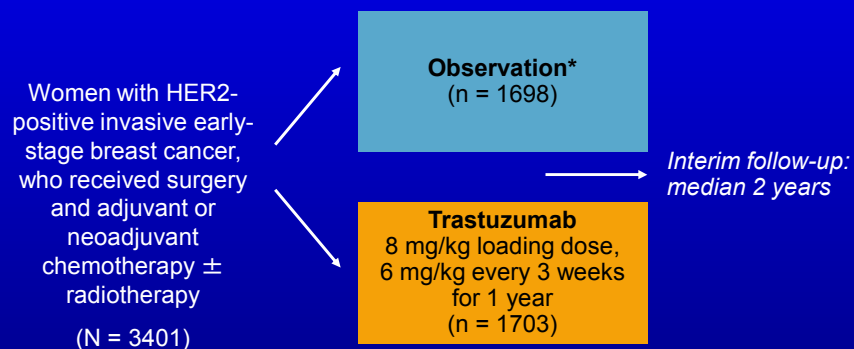 Women with HER2-
positive invasive early-
stage breast cancer,
who received surgery
and adjuvant or
neoadjuvant
chemotherapy ±
radiotherapy
(N = 3401)
Observation*
(n = 1698)
Trastuzumab
8 mg/kg loading dose,
6 mg/kg every 3 weeks
for 1 year
(n = 1703)
Interim follow-up:
median 2 years